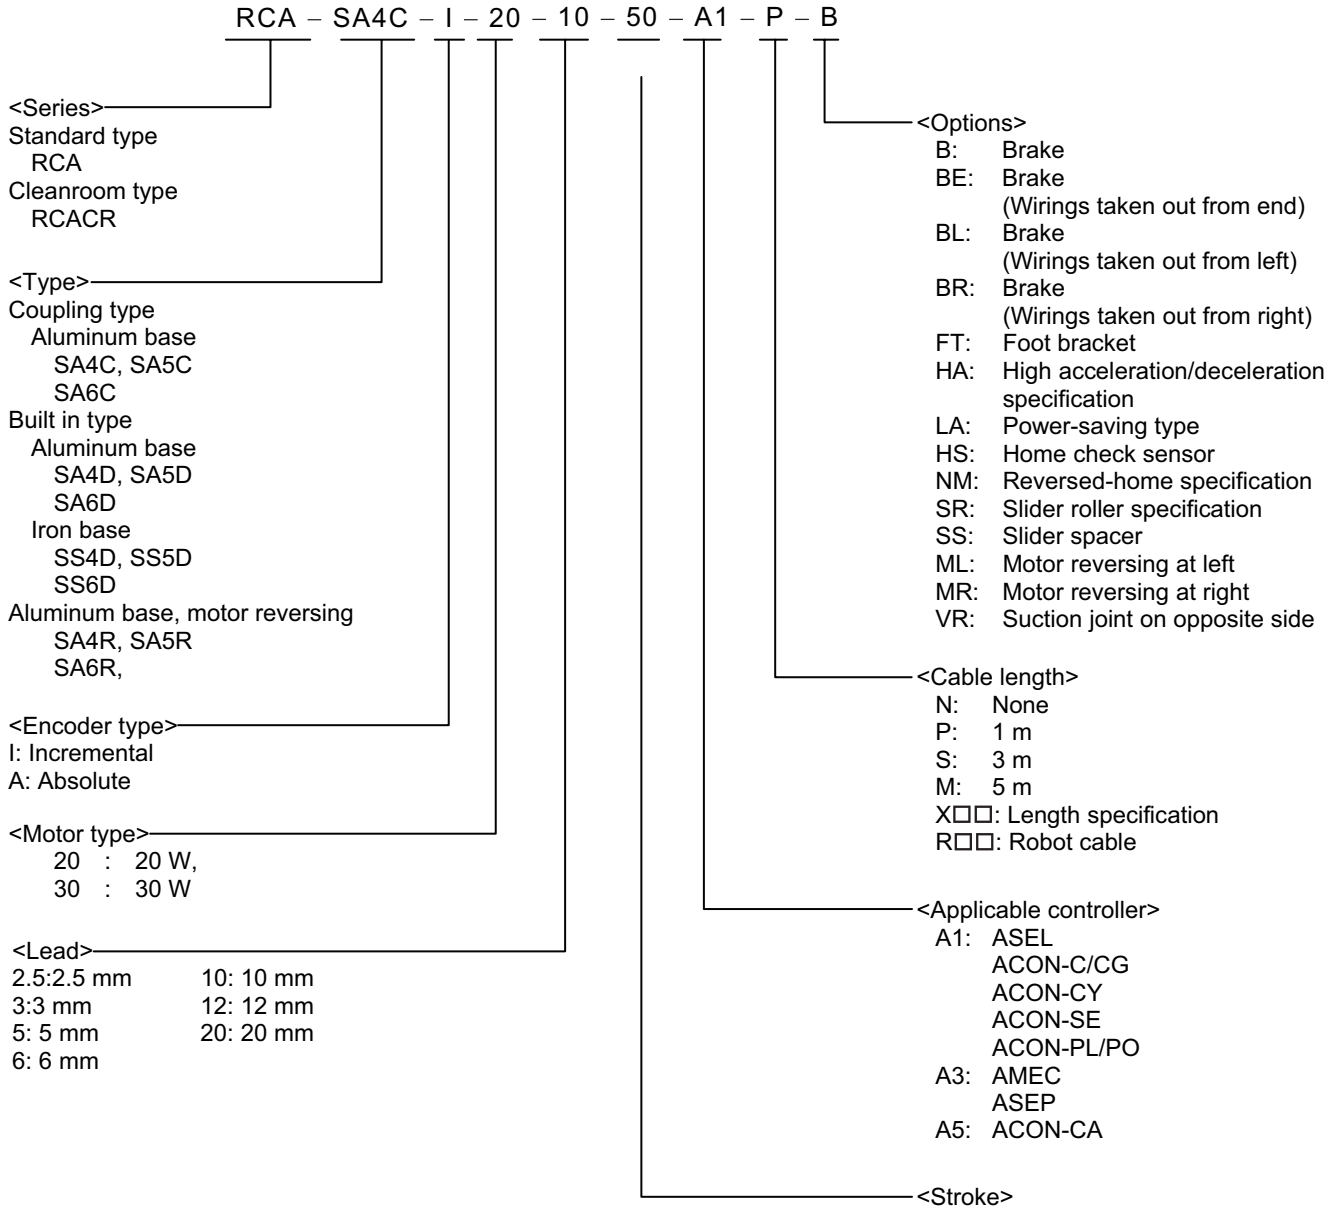 RCA – SA4C – I – 20 – 10 – 50 – A1 – P – B
<Series>
Standard type
RCA
Cleanroom type
RCACR
<Type>
Coupling type
Aluminum base
SA4C, SA5C
SA6C
Built in type
Aluminum base
SA4D, SA5D
SA6D
Iron base
SS4D, SS5D
SS6D
Aluminum base, motor reversing
SA4R, SA5R
SA6R,
<Encoder type>
I: Incremental
A: Absolute
<Motor type>
20 : 20 W,
30 : 30 W
<Lead>
2.5:2.5 mm 10: 10 mm
3:3 mm 12: 12 mm
5: 5 mm 20: 20 mm
6: 6 mm
<Options>
B: Brake
BE: Brake
(Wirings taken out from end)
BL: Brake
(Wirings taken out from left)
BR: Brake
(Wirings taken out from right)
FT: Foot bracket
HA: High acceleration/deceleration
specification
LA: Power-saving type
HS: Home check sensor
NM: Reversed-home specification
SR: Slider roller specification
SS: Slider spacer
ML: Motor reversing at left
MR: Motor reversing at right
VR: Suction joint on opposite side
<Cable length>
N: None
P: 1 m
S: 3 m
M: 5 m
X□□: Length specification
R□□: Robot cable
<Applicable controller>
A1: ASEL
ACON-C/CG
ACON-CY
ACON-SE
ACON-PL/PO
A3: AMEC
ASEP
A5: ACON-CA
<Stroke>